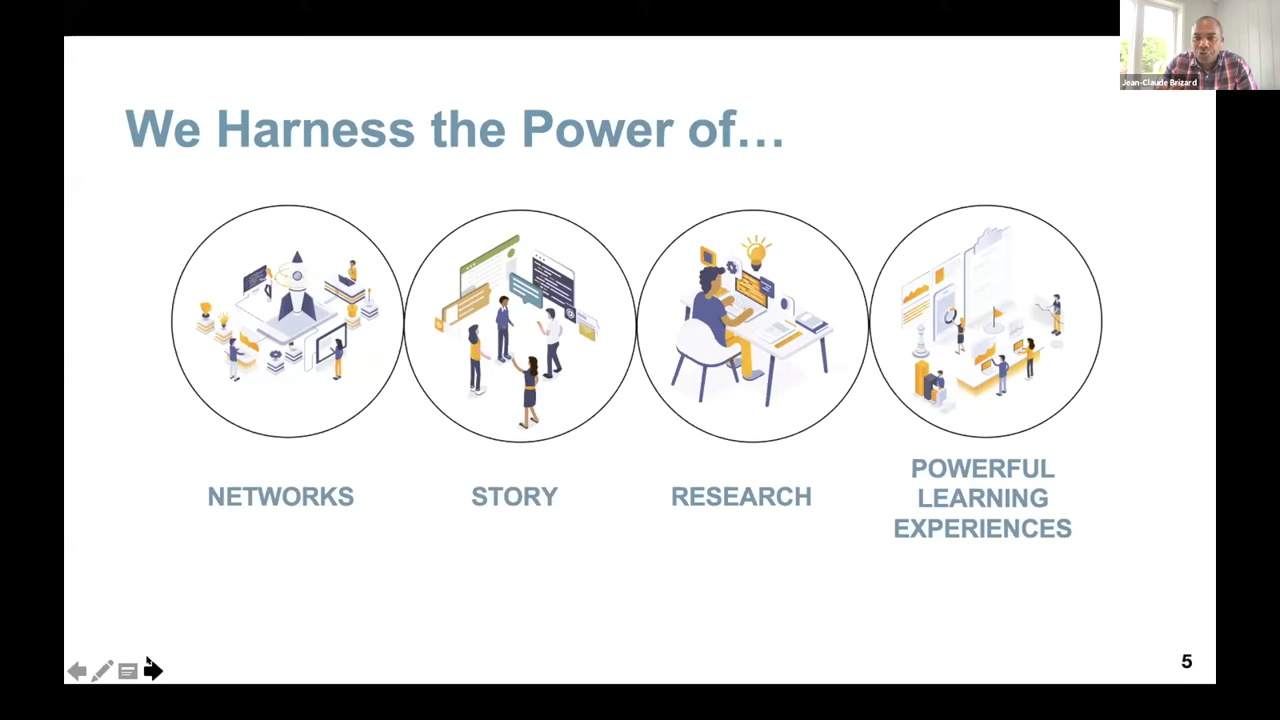 Jean-Claude Brizard
We Harness the Power of...
NETWORKS
STORY
RESEARCH
POWERFUL
LEARNING
EXPERIENCES
5